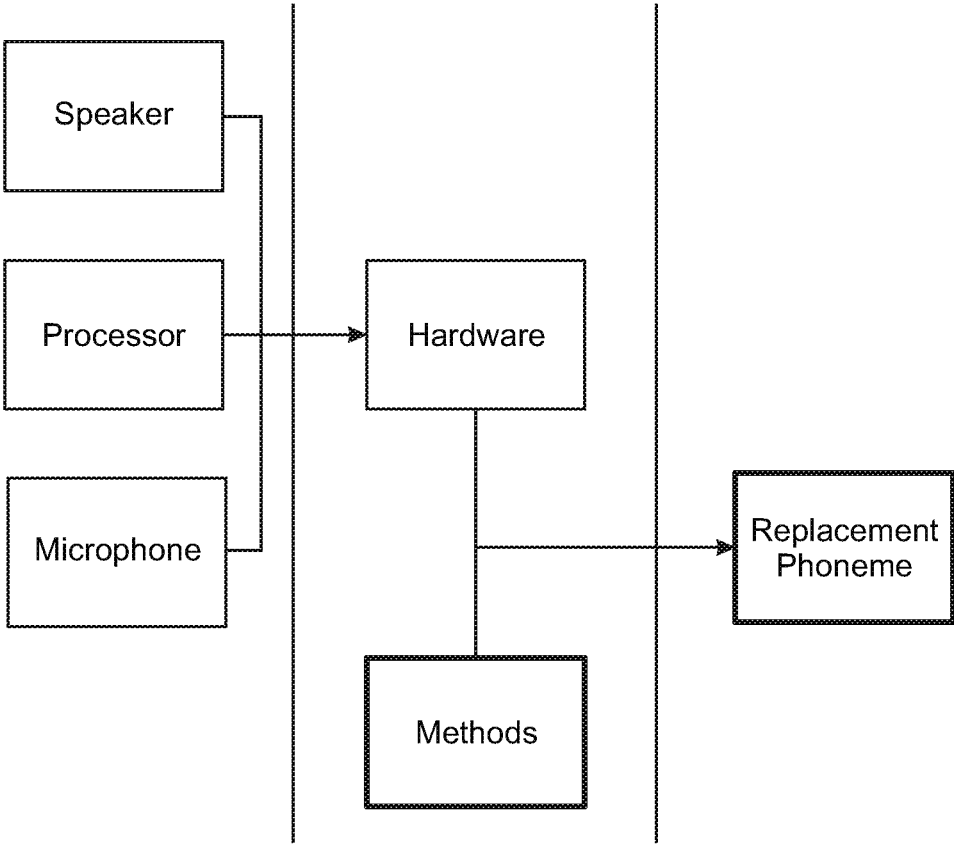 Speaker
Processor
Microphone
Hardware
Methods
Replacement
Phoneme